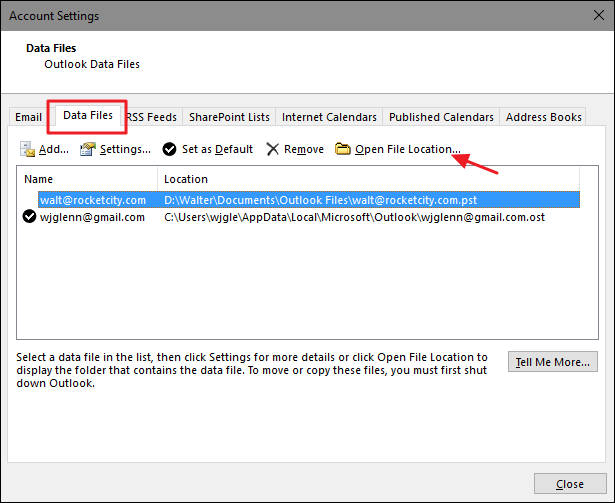 Account Settings
Data Files
Outlook Data Files
Email Data Files RSS Feeds SharePoint Lists Internet Calendars Published Calendars Address Books
Add... Settings... Set as Default Remove Open File Location...
Name Location
walt@rocketcity.com D:\Walter\Documents\Outlook Files\walt@rocketcity.com.pst
wjglenn@gmail.com C:\Users\wjgle\AppData\Local\Microsoft\Outlook\wjglenn@gmail.com.ost
Select a data file in the list, then click Settings for more details or click Open File Location to
display the folder that contains the data file. To move or copy these files, you must first shut
down Outlook.
Tell Me More...
Close